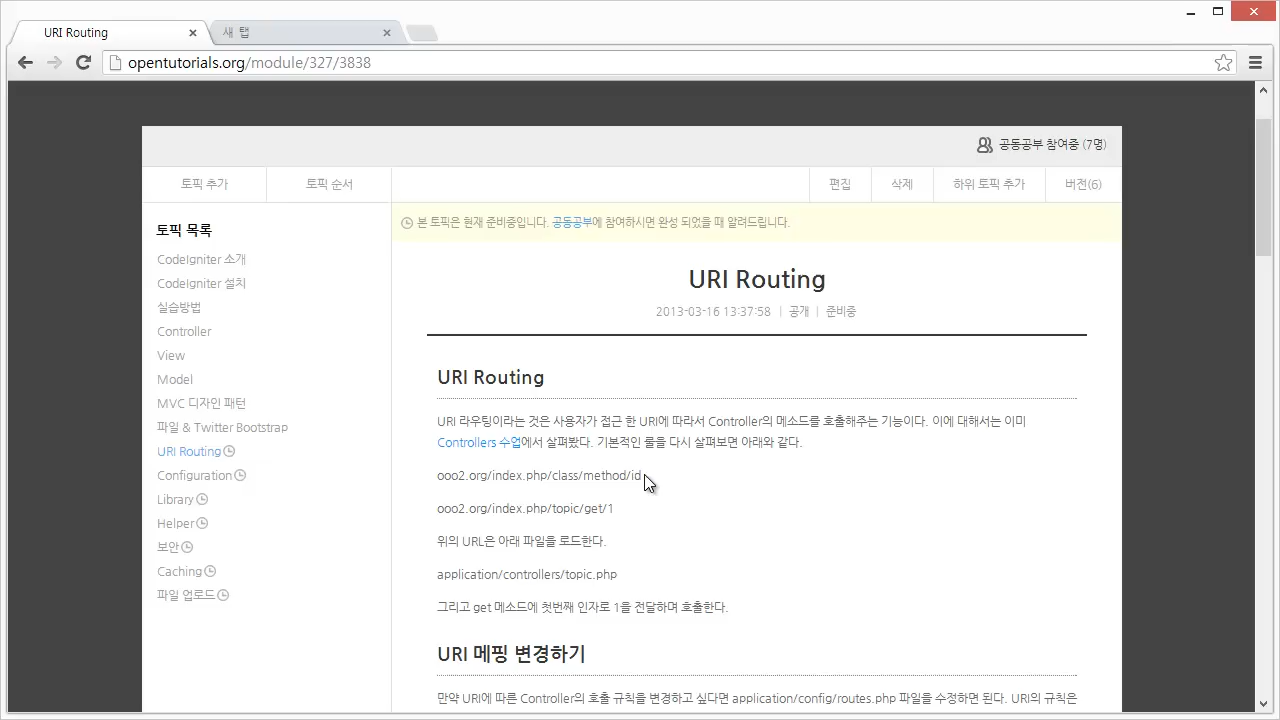 URI Routing
새 탭
opentutorials.org/module/327/3838
공동공부 참여중 (7명)
토픽 추가
토픽 순서
편집
삭제
하위 토픽 추가
버전(6)
토픽 목록
CodeIgniter 소개
CodeIgniter 설치
실습방법
Controller
View
Model
MVC 디자인 패턴
파일 & Twitter Bootstrap
URI Routing
Configuration
Library
Helper
보안
Caching
파일 업로드
본 토픽은 현재 준비중입니다. 공동공부에 참여하시면 완성 되었을 때 알려드립니다.
URI Routing
2013-03-16 13:37:58 | 공개 | 준비중
URI Routing
URI 라우팅이라는 것은 사용자가 접근 한 URI에 따라서 Controller의 메소드를 호출해주는 기능이다. 이에 대해서는 이미
Controllers 수업에서 살펴봤다. 기본적인 룰을 다시 살펴보면 아래와 같다.
ooo2.org/index.php/class/method/id
ooo2.org/index.php/topic/get/1
위의 URL은 아래 파일을 로드한다.
application/controllers/topic.php
그리고 get 메소드에 첫번째 인자로 1을 전달하며 호출한다.
URI 메핑 변경하기
만약 URI에 따른 Controller의 호출 규칙을 변경하고 싶다면 application/config/routes.php 파일을 수정하면 된다. URI의 규칙은